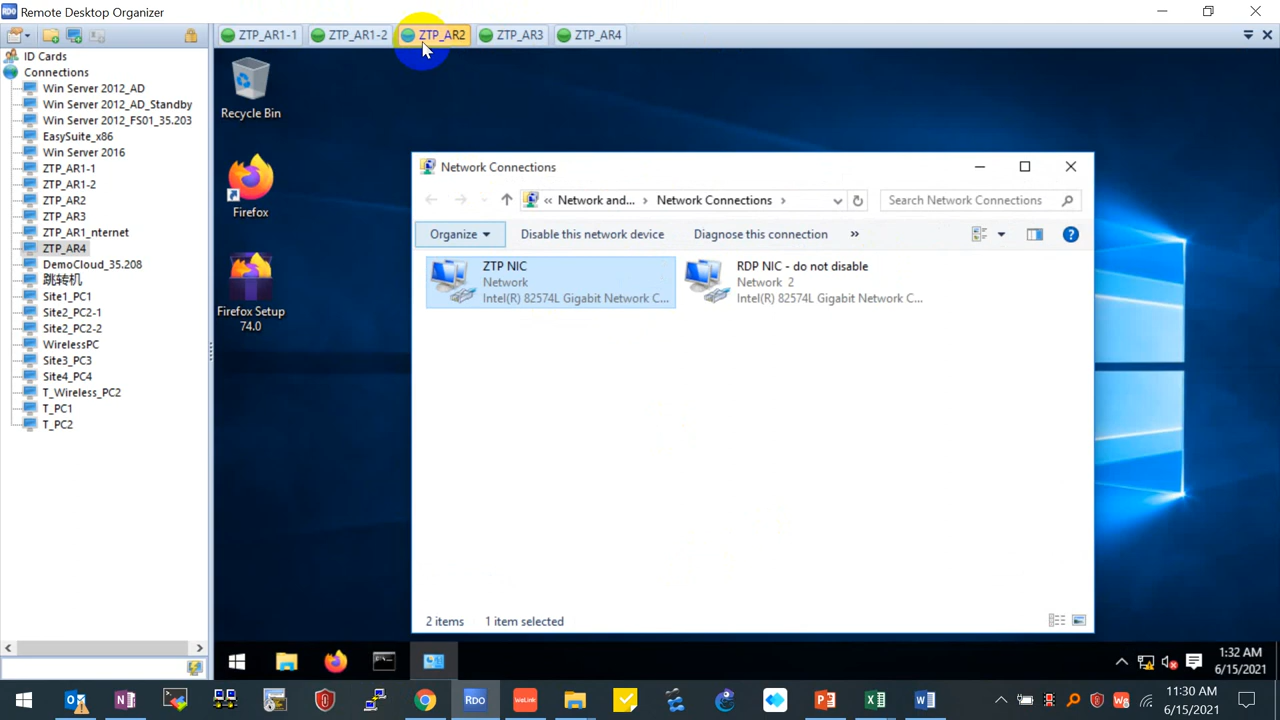 RDO Remote Desktop Organizer
ZTP_AR1-1 ZTP_AR1-2 ZTP_AR2 ZTP_AR3 ZTP_AR4
ID Cards
Connections
Win Server 2012_AD
Win Server 2012_AD_Standby
Win Server 2012_FS01_35.203
EasySuite_x86
Win Server 2016
ZTP_AR1-1
ZTP_AR1-2
ZTP_AR2
ZTP_AR3
ZTP_AR1_nternet
ZTP_AR4
DemoCloud_35.208
跳转机
Site1_PC1
Site2_PC2-1
Site2_PC2-2
WirelessPC
Site3_PC3
Site4_PC4
T_Wireless_PC2
T_PC1
T_PC2
Recycle Bin
Firefox
Firefox Setup
74.0
Network Connections
« Network and... › Network Connections ›
Search Network Connections
Organize
Disable this network device
Diagnose this connection
»
ZTP NIC
Network
Intel(R) 82574L Gigabit Network C...
RDP NIC - do not disable
Network 2
Intel(R) 82574L Gigabit Network C...
2 items
1 item selected
1:32 AM
6/15/2021
RDO
11:30 AM
6/15/2021